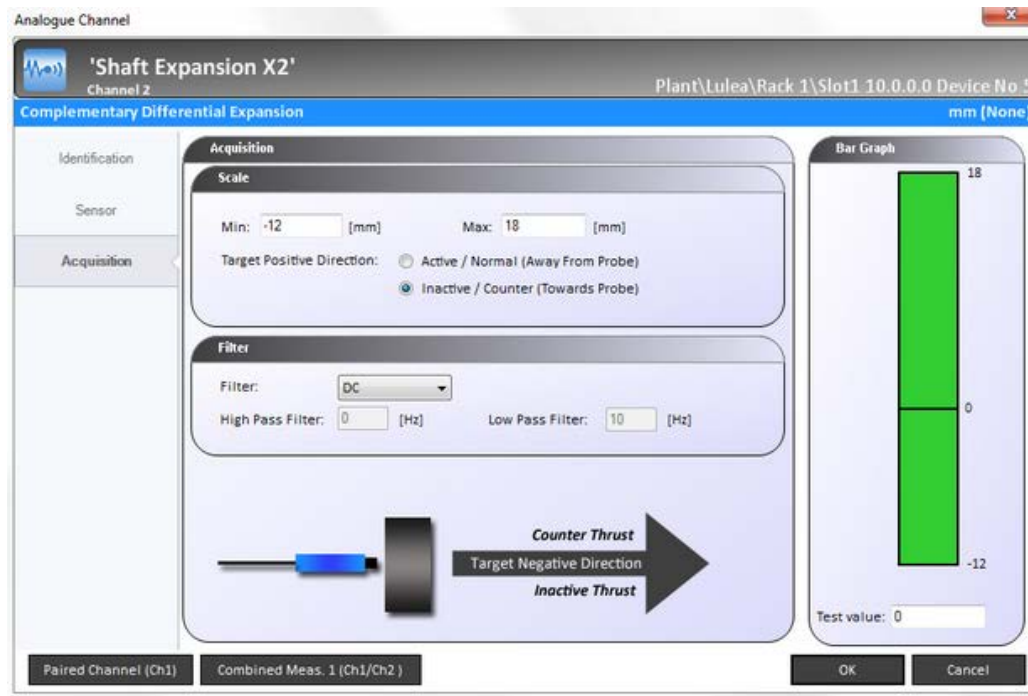 Analogue Channel
'Shaft Expansion X2'
Channel 2
Plant\Lulea\Rack 1\Slot1 10.0.0.0 Device No
Complementary Differential Expansion
mm (None)
Identification
Sensor
Acquisition
Acquisition
Scale
Min: -12 [mm] Max: 18 [mm]
Target Positive Direction: Active / Normal (Away From Probe)
Inactive / Counter (Towards Probe)
Filter
Filter: DC
High Pass Filter: 0 [Hz] Low Pass Filter: 10 [Hz]
Counter Thrust
Target Negative Direction
Inactive Thrust
Bar Graph
18
0
-12
Test value: 0
Paired Channel (Ch1)
Combined Meas. 1 (Ch1/Ch2 )
OK
Cancel